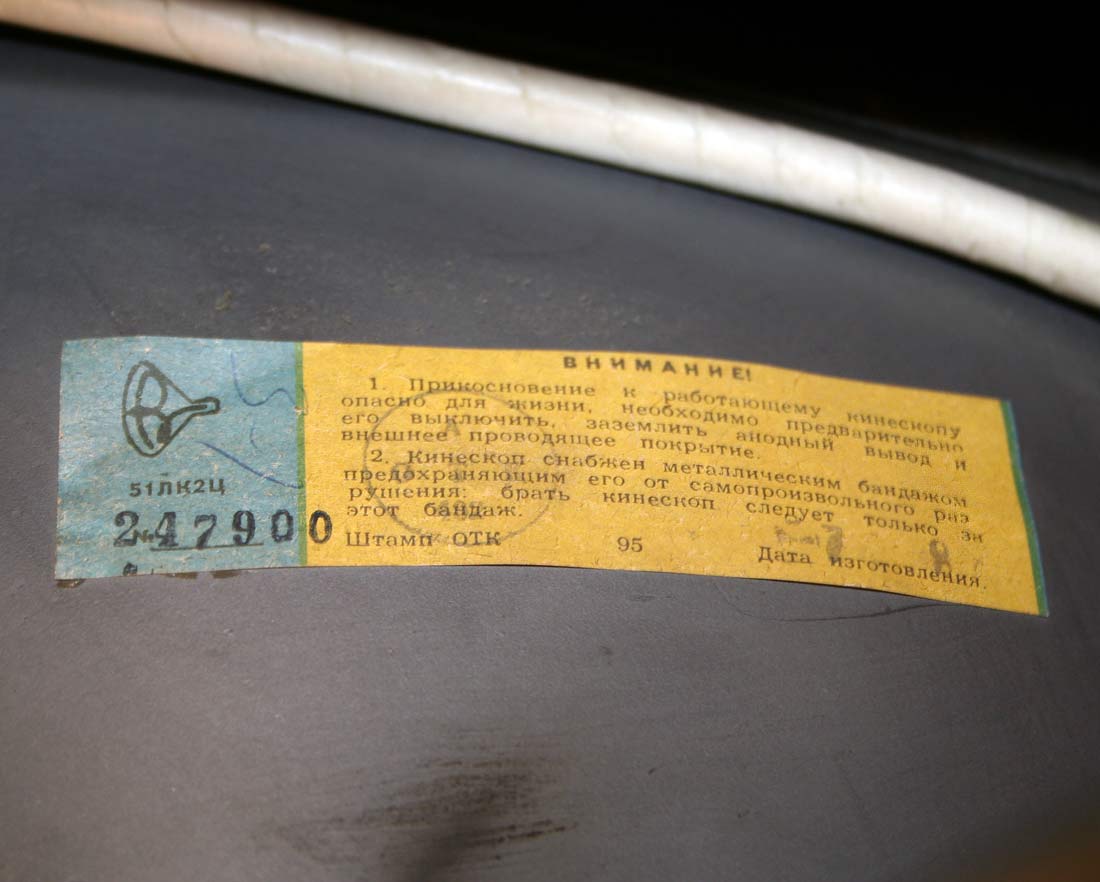 51ЛК2Ц
№ 247900
ВНИМАНИЕ!
1. Прикосновение к работающему кинескопу
опасно для жизни, необходимо предварительно
его выключить, заземлить анодный вывод и
внешнее проводящее покрытие.
2. Кинескоп снабжен металлическим бандажом
предохраняющим его от самопроизвольного раз
рушения: брать кинескоп следует только за
этот бандаж.
Штамп ОТК 95 Дата изготовления.